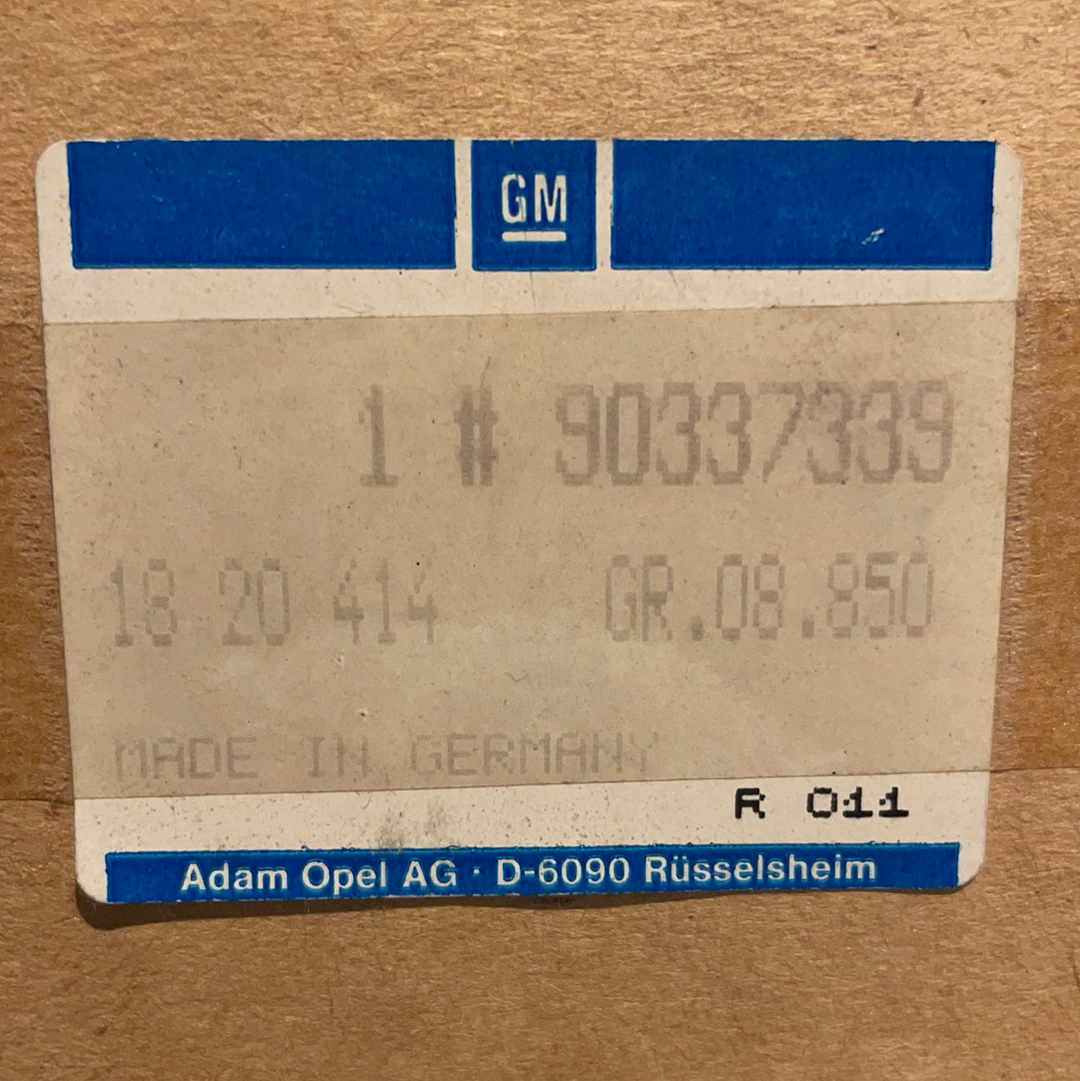 GM
1 # 90337339
18 20 414 GR.08.850
MADE IN GERMANY
R 011
Adam Opel AG · D-6090 Rüsselsheim